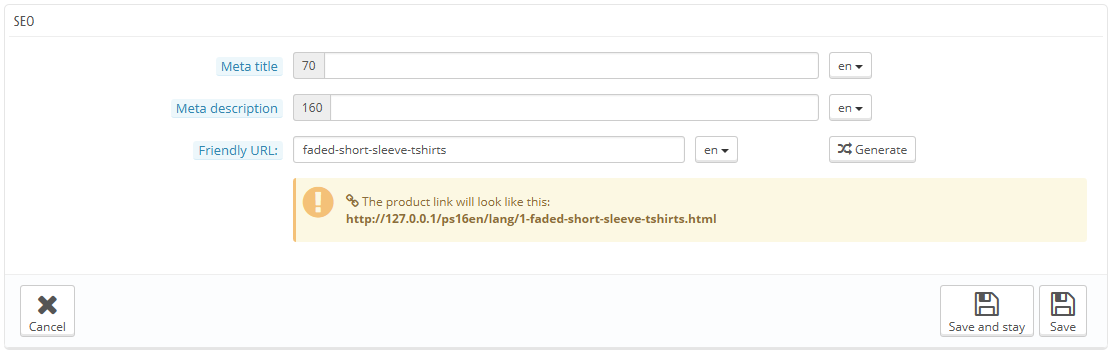 SEO
Meta title 70 en
Meta description 160 en
Friendly URL: faded-short-sleeve-tshirts en Generate
The product link will look like this:
http://127.0.0.1/ps16en/lang/1-faded-short-sleeve-tshirts.html
Cancel Save and stay Save